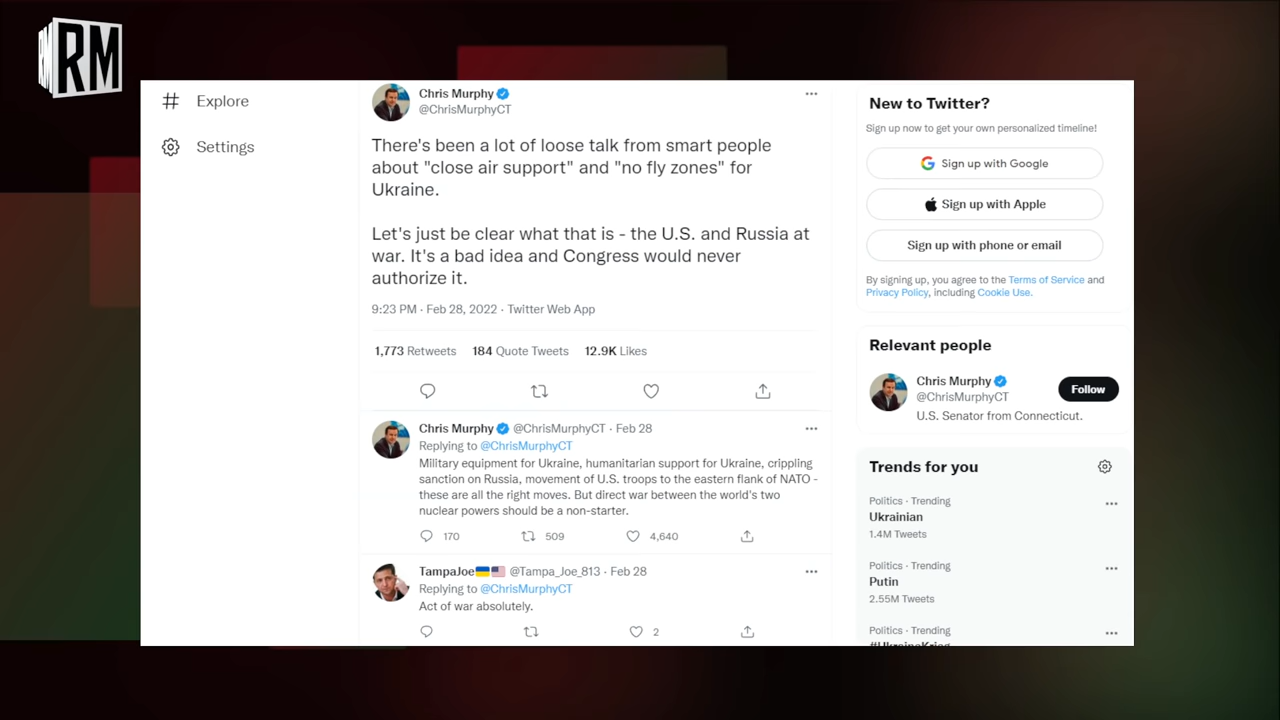 RM
RM
Explore
Settings
Chris Murphy
@ChrisMurphyCT
There's been a lot of loose talk from smart people
about "close air support" and "no fly zones" for
Ukraine.
Let's just be clear what that is - the U.S. and Russia at
war. It's a bad idea and Congress would never
authorize it.
9:23 PM · Feb 28, 2022 · Twitter Web App
1,773 Retweets 184 Quote Tweets 12.9K Likes
Chris Murphy @ChrisMurphyCT · Feb 28
Replying to @ChrisMurphyCT
Military equipment for Ukraine, humanitarian support for Ukraine, crippling
sanction on Russia, movement of U.S. troops to the eastern flank of NATO -
these are all the right moves. But direct war between the world's two
nuclear powers should be a non-starter.
170 509 4,640
TampaJoe @Tampa_Joe_813 · Feb 28
Replying to @ChrisMurphyCT
Act of war absolutely.
2
New to Twitter?
Sign up now to get your own personalized timeline!
Sign up with Google
Sign up with Apple
Sign up with phone or email
By signing up, you agree to the Terms of Service and
Privacy Policy, including Cookie Use.
Relevant people
Chris Murphy
@ChrisMurphyCT
Follow
U.S. Senator from Connecticut.
Trends for you
Politics · Trending
Ukrainian
1.4M Tweets
Politics · Trending
Putin
2.55M Tweets
Politics · Trending
#UkraineKrieg